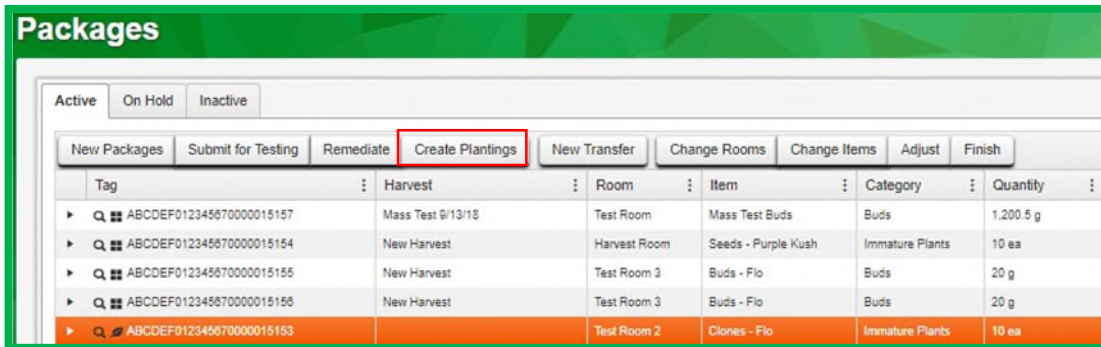 Packages
Active On Hold Inactive
New Packages Submit for Testing Remediate Create Plantings New Transfer Change Rooms Change Items Adjust Finish
Tag Harvest Room Item Category Quantity
ABCDEF012345670000015157 Mass Test 9/13/18 Test Room Mass Test Buds Buds 1,200.5 g
ABCDEF012345670000015154 New Harvest Harvest Room Seeds - Purple Kush Immature Plants 10 ea
ABCDEF012345670000015155 New Harvest Test Room 3 Buds - Flo Buds 20 g
ABCDEF012345670000015156 New Harvest Test Room 3 Buds - Flo Buds 20 g
ABCDEF012345670000015153 Test Room 2 Clones - Flo Immature Plants 10 ea